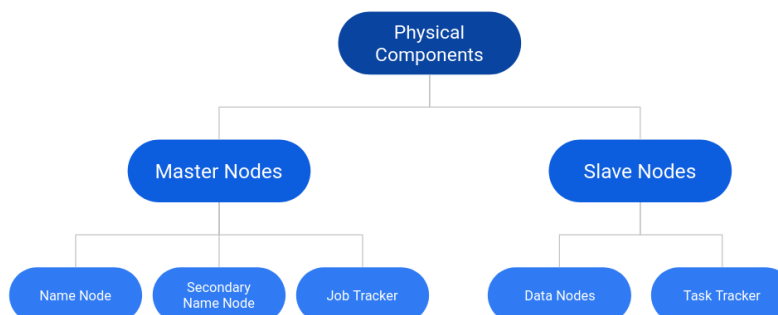 Physical
Components
Master Nodes
Slave Nodes
Name Node
Secondary
Name Node
Job Tracker
Data Nodes
Task Tracker